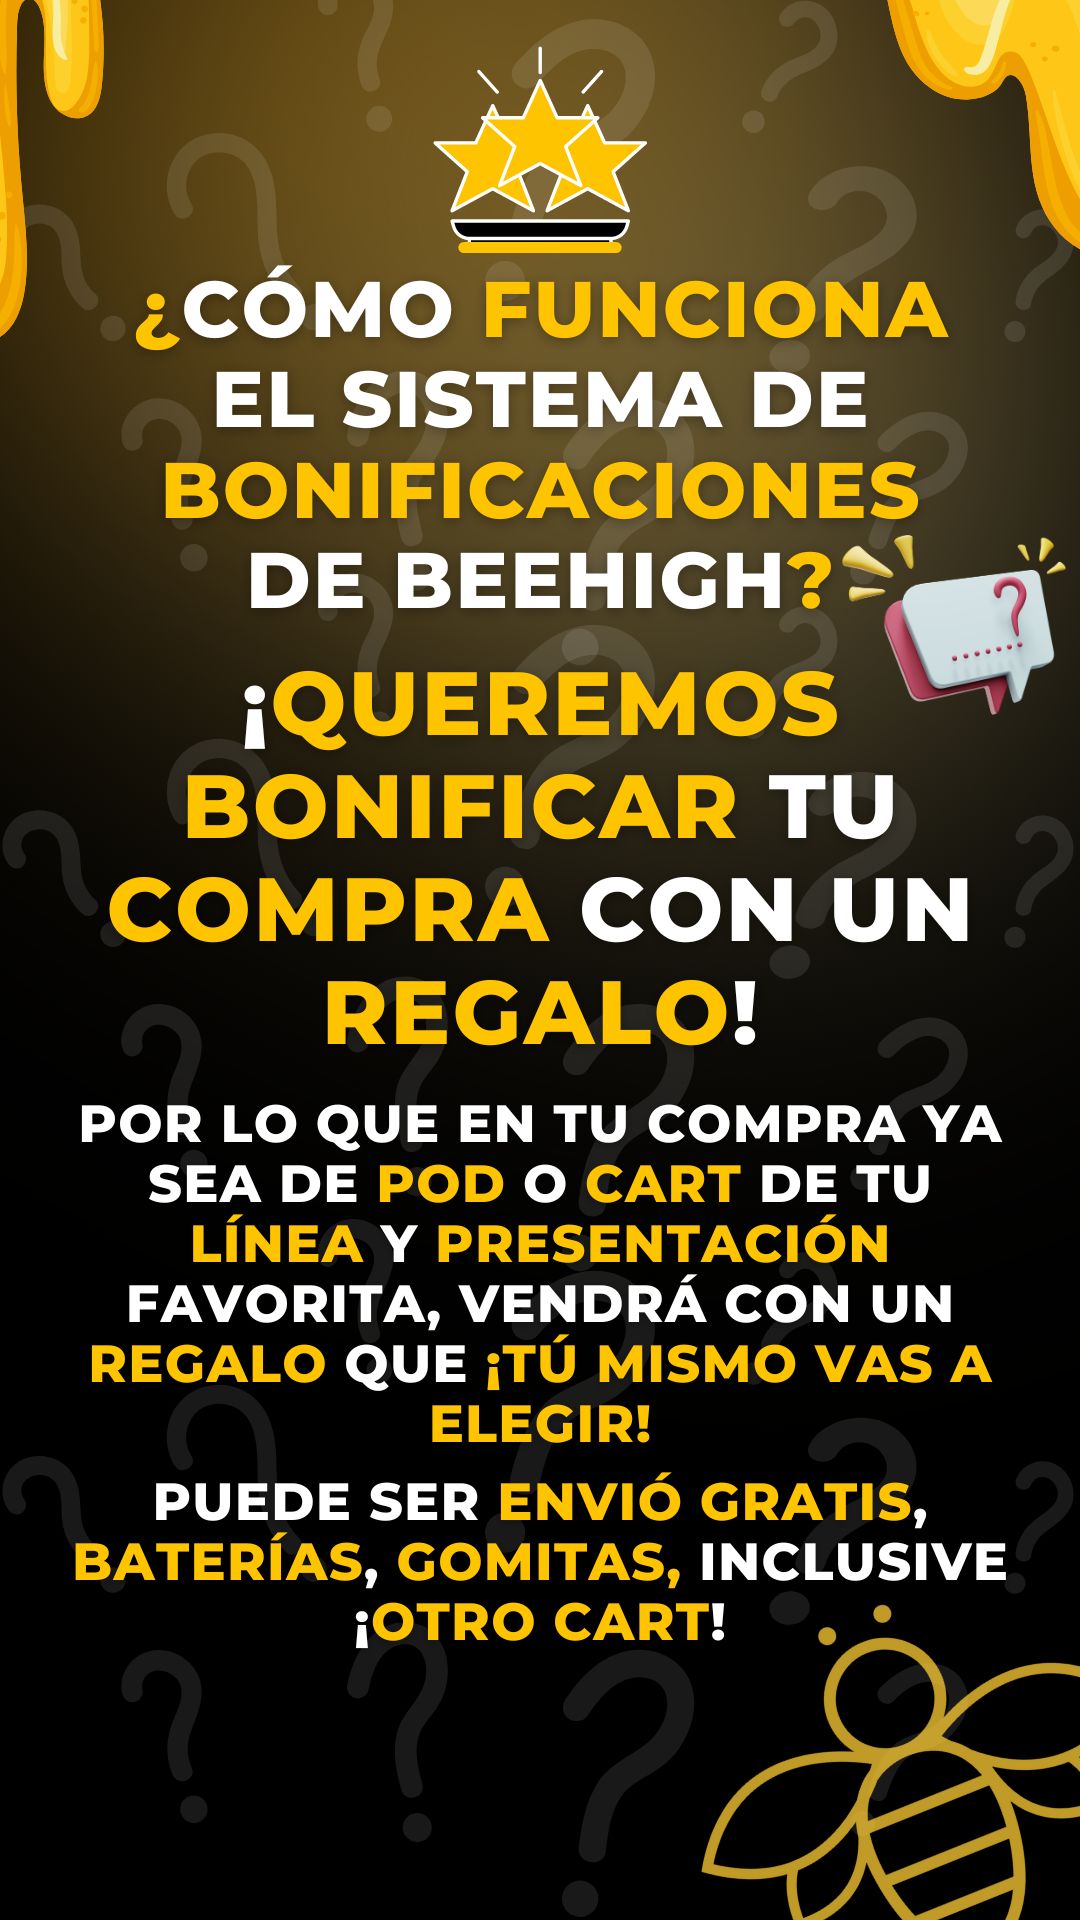 ¿CÓMO FUNCIONA
EL SISTEMA DE
BONIFICACIONES
DE BEEHIGH?
¡QUEREMOS
BONIFICAR TU
COMPRA CON UN
REGALO!
POR LO QUE EN TU COMPRA YA
SEA DE POD O CART DE TU
LÍNEA Y PRESENTACIÓN
FAVORITA, VENDRÁ CON UN
REGALO QUE ¡TÚ MISMO VAS A
ELEGIR!
PUEDE SER ENVIÓ GRATIS,
BATERÍAS, GOMITAS, INCLUSIVE
¡OTRO CART!